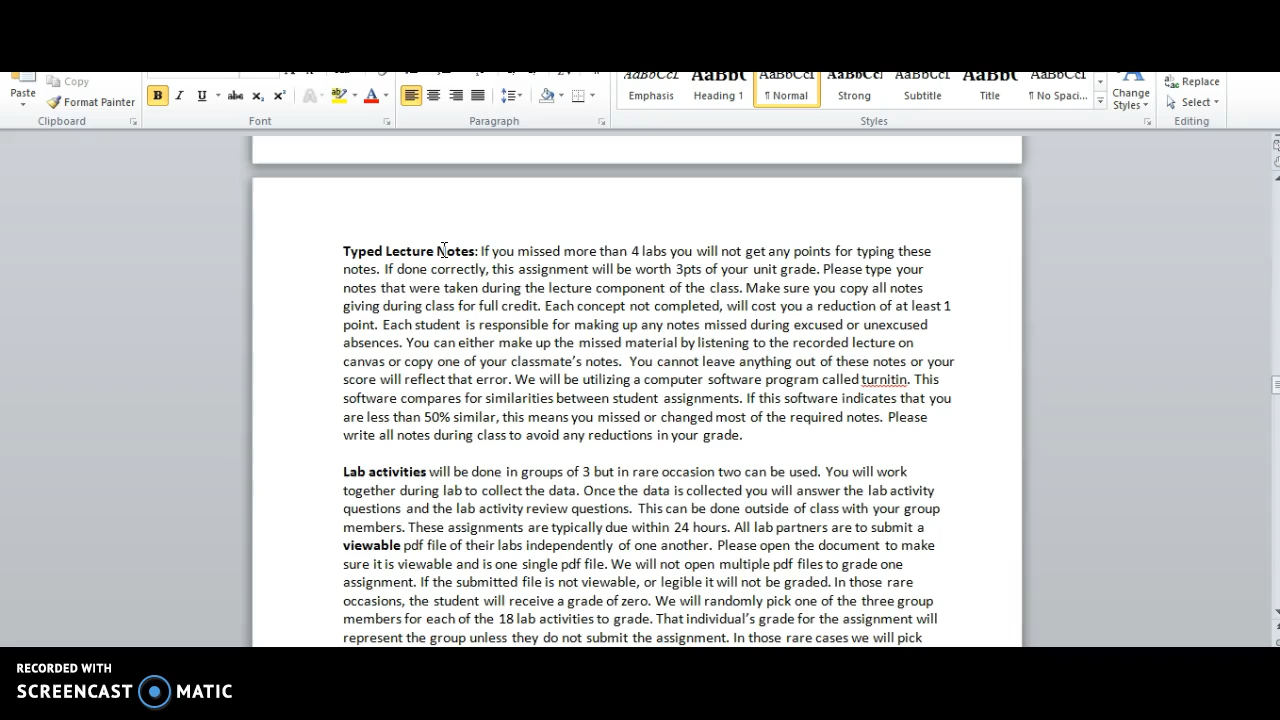 Copy
Paste
Format Painter
Clipboard
Font
Paragraph
AaBbCcI AaBbC AaBbCcI AaBbCcI AaBbCcI AaBbC AaBbCcI A Replace
Emphasis Heading 1 ¶ Normal Strong Subtitle Title ¶ No Spaci... Change Styles Select
Styles
Editing
Typed Lecture Notes: If you missed more than 4 labs you will not get any points for typing these
notes. If done correctly, this assignment will be worth 3pts of your unit grade. Please type your
notes that were taken during the lecture component of the class. Make sure you copy all notes
giving during class for full credit. Each concept not completed, will cost you a reduction of at least 1
point. Each student is responsible for making up any notes missed during excused or unexcused
absences. You can either make up the missed material by listening to the recorded lecture on
canvas or copy one of your classmate's notes.  You cannot leave anything out of these notes or your
score will reflect that error. We will be utilizing a computer software program called turnitin. This
software compares for similarities between student assignments. If this software indicates that you
are less than 50% similar, this means you missed or changed most of the required notes. Please
write all notes during class to avoid any reductions in your grade.
Lab activities will be done in groups of 3 but in rare occasion two can be used.  You will work
together during lab to collect the data.  Once the data is collected you will answer the lab activity
questions and the lab activity review questions.  This can be done outside of class with your group
members. These assignments are typically due within 24 hours. All lab partners are to submit a
viewable pdf file of their labs independently of one another. Please open the document to make
sure it is viewable and is one single pdf file. We will not open multiple pdf files to grade one
assignment. If the submitted file is not viewable, or legible it will not be graded. In those rare
occasions, the student will receive a grade of zero. We will randomly pick one of the three group
members for each of the 18 lab activities to grade. That individual's grade for the assignment will
represent the group unless they do not submit the assignment. In those rare cases we will pick
RECORDED WITH
SCREENCAST MATIC